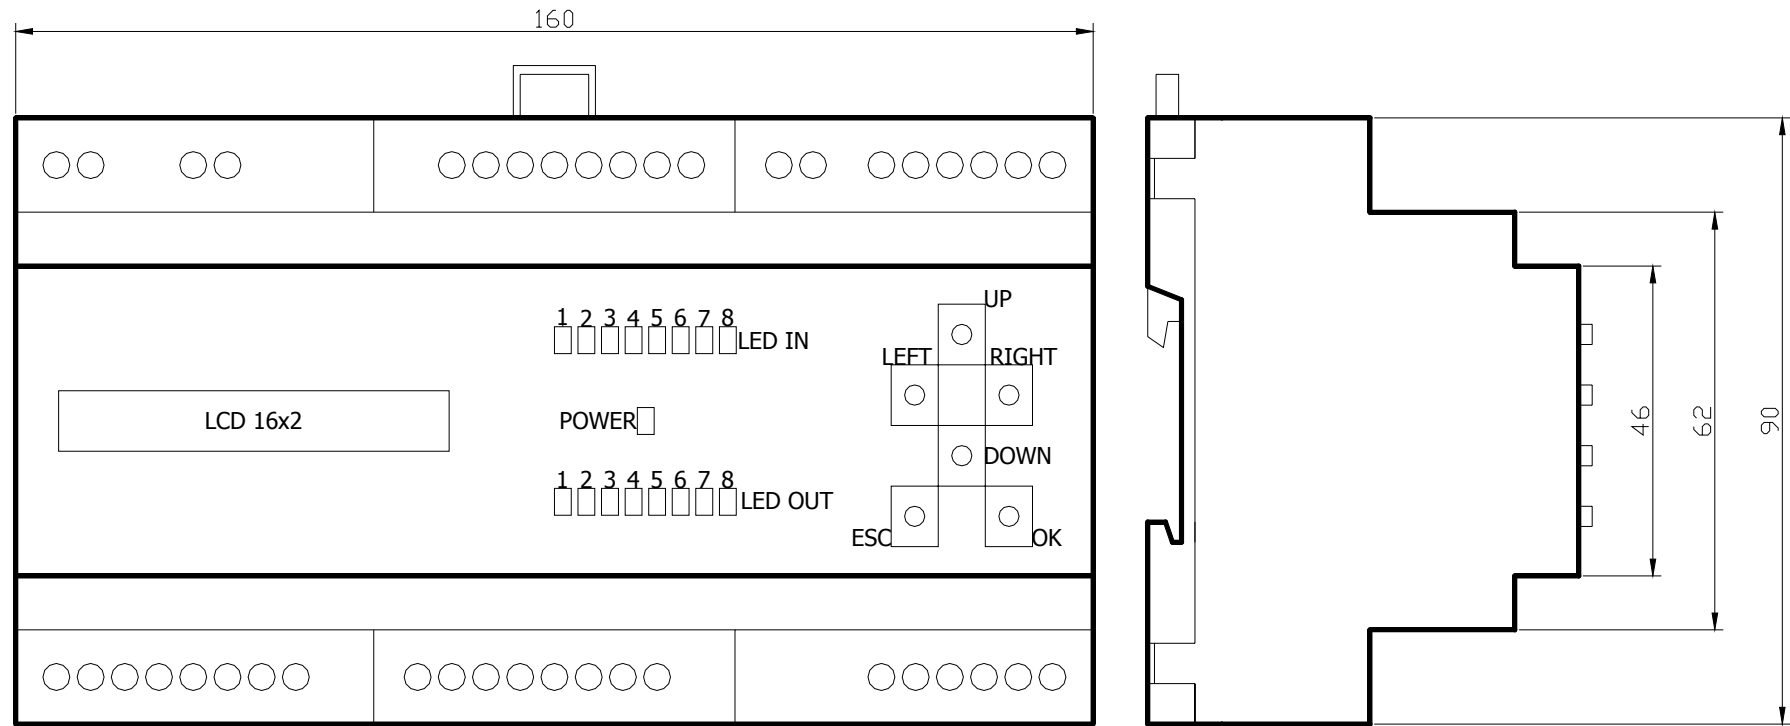 160
UP
1 2 3 4 5 6 7 8
LED IN
LEFT RIGHT
LCD 16x2
POWER
DOWN
1 2 3 4 5 6 7 8
LED OUT
ESC OK
46
62
90